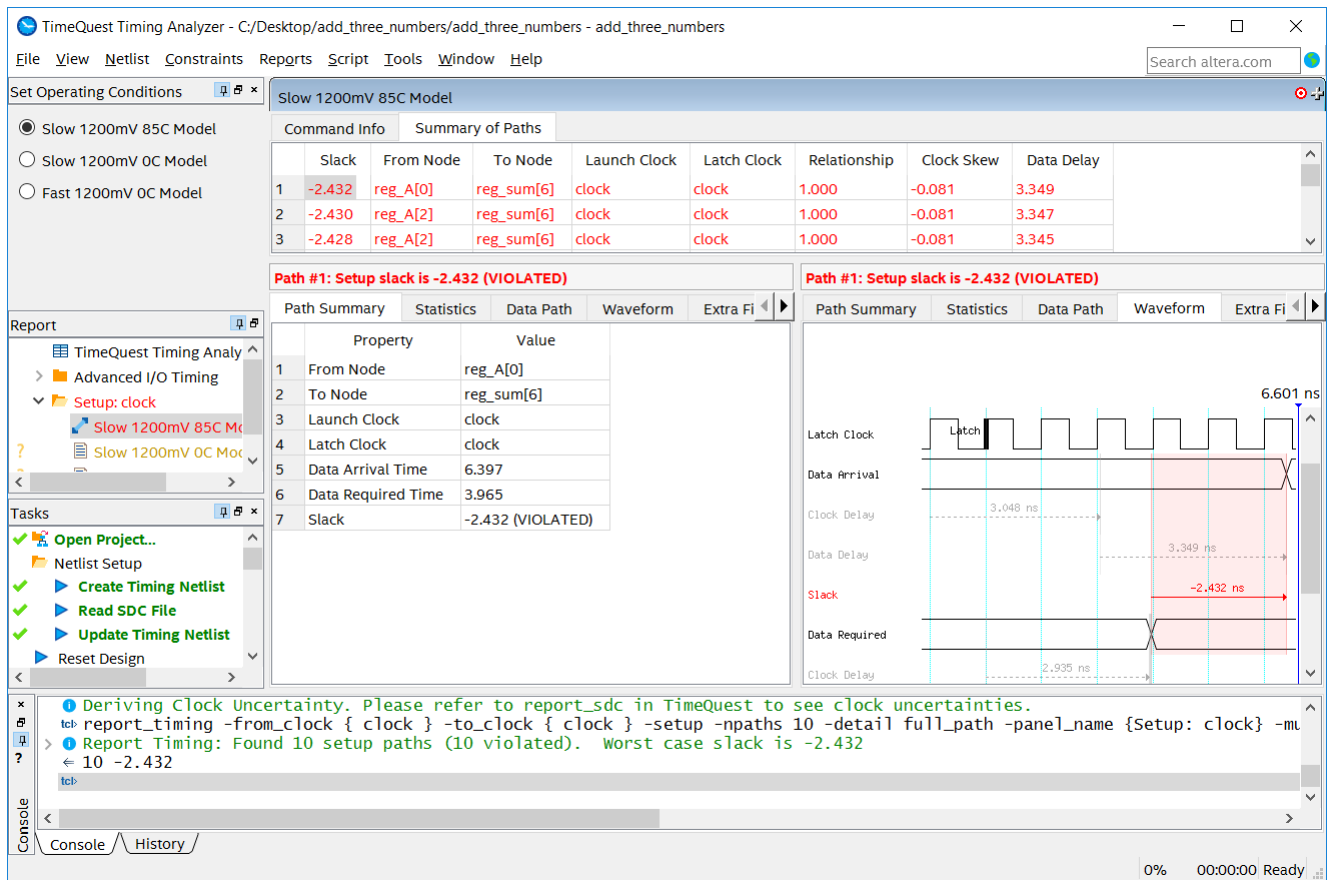 TimeQuest Timing Analyzer - C:/Desktop/add_three_numbers/add_three_numbers - add_three_numbers
File View Netlist Constraints Reports Script Tools Window Help
Search altera.com
Set Operating Conditions
Slow 1200mV 85C Model
Slow 1200mV 0C Model
Fast 1200mV 0C Model
Report
TimeQuest Timing Analy
Advanced I/O Timing
Setup: clock
Slow 1200mV 85C Mo
? Slow 1200mV 0C Mod
Tasks
Open Project...
Netlist Setup
Create Timing Netlist
Read SDC File
Update Timing Netlist
Reset Design
Slow 1200mV 85C Model
Command Info Summary of Paths
Slack From Node To Node Launch Clock Latch Clock Relationship Clock Skew Data Delay
1 -2.432 reg_A[0] reg_sum[6] clock clock 1.000 -0.081 3.349
2 -2.430 reg_A[2] reg_sum[6] clock clock 1.000 -0.081 3.347
3 -2.428 reg_A[2] reg_sum[6] clock clock 1.000 -0.081 3.345
Path #1: Setup slack is -2.432 (VIOLATED)
Path Summary Statistics Data Path Waveform Extra Fi
Property Value
1 From Node reg_A[0]
2 To Node reg_sum[6]
3 Launch Clock clock
4 Latch Clock clock
5 Data Arrival Time 6.397
6 Data Required Time 3.965
7 Slack -2.432 (VIOLATED)
Path #1: Setup slack is -2.432 (VIOLATED)
Path Summary Statistics Data Path Waveform Extra Fi
6.601 ns
Latch Clock Latch
Data Arrival
Clock Delay 3.048 ns
Data Delay 3.349 ns
Slack -2.432 ns
Data Required
Clock Delay 2.935 ns
Deriving Clock Uncertainty. Please refer to report_sdc in TimeQuest to see clock uncertainties.
tcl> report_timing -from_clock { clock } -to_clock { clock } -setup -npaths 10 -detail full_path -panel_name {Setup: clock} -mu
Report Timing: Found 10 setup paths (10 violated).  Worst case slack is -2.432
10 -2.432
tcl>
Console
Console History
0% 00:00:00 Ready